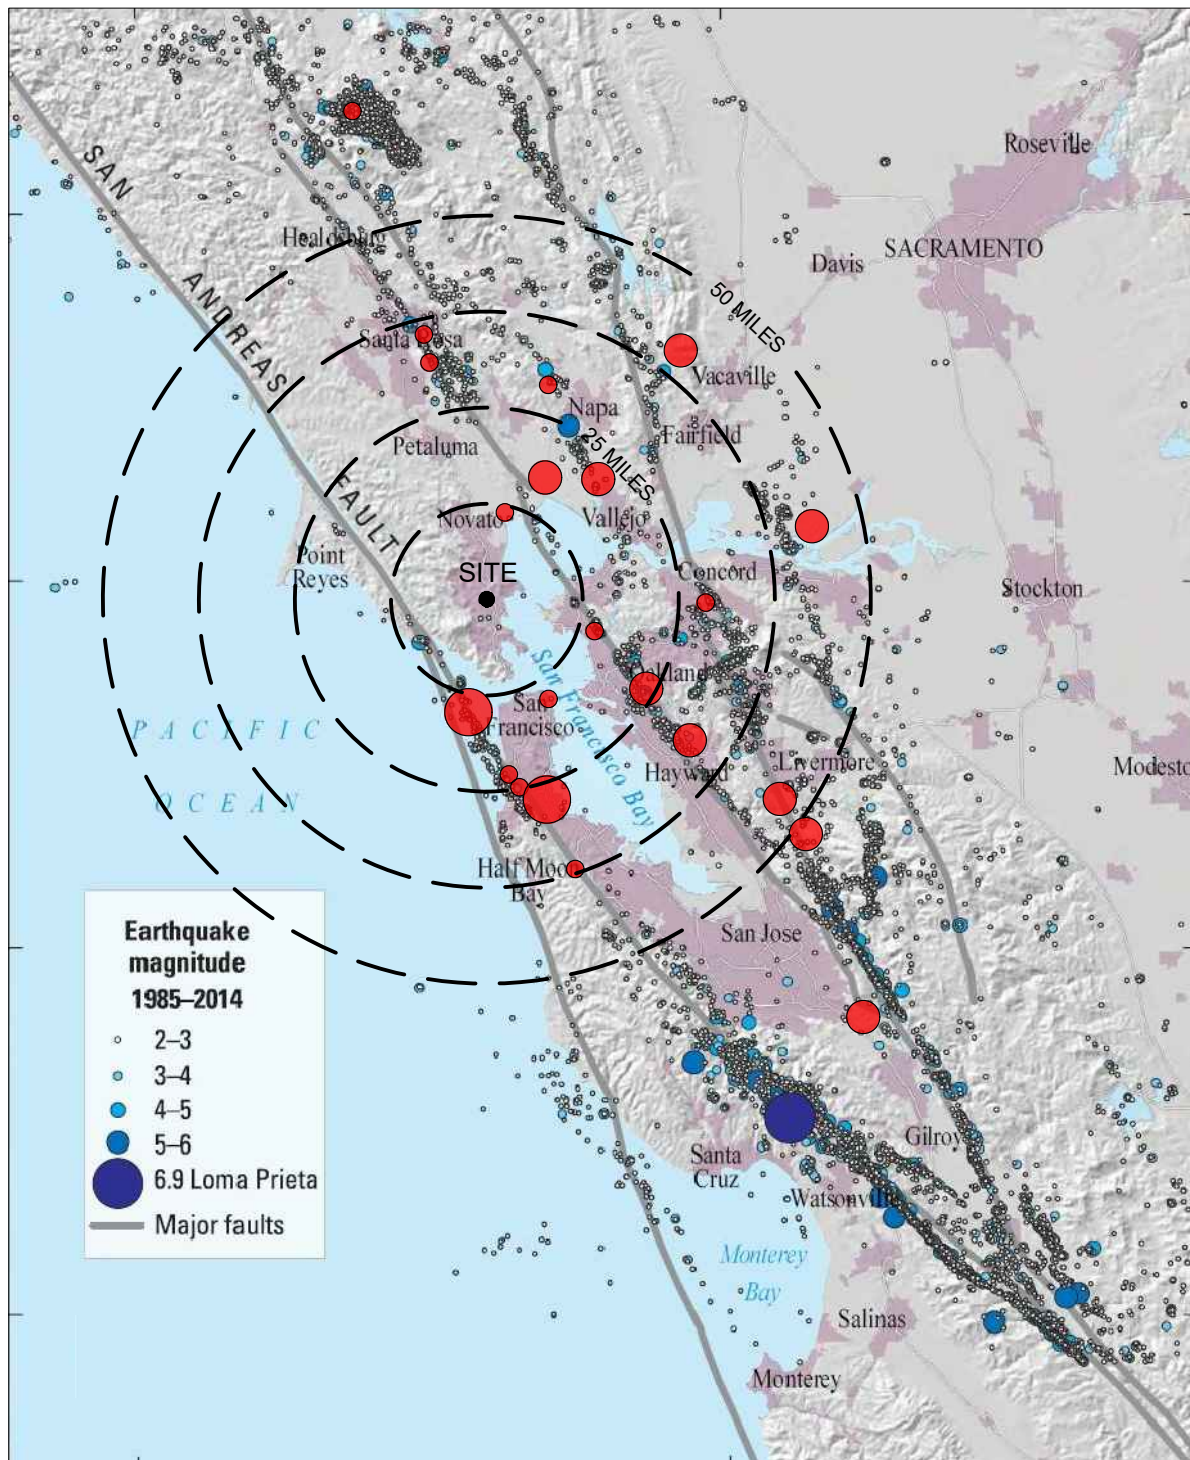 Roseville
SAN
ANDREAS
FAULT
Healdsburg
SACRAMENTO
Davis
50 MILES
Santa Rosa
Vacaville
Napa
Fairfield
25 MILES
Petaluma
Novato
Vallejo
Point
Reyes
SITE
Concord
Stockton
Oakland
San Francisco Bay
San
Francisco
PACIFIC
OCEAN
Hayward
Livermore
Modesto
Half Moon
Bay
San Jose
Earthquake
magnitude
1985–2014
2–3
3–4
4–5
5–6
6.9 Loma Prieta
Major faults
Gilroy
Santa
Cruz
Watsonville
Monterey
Bay
Salinas
Monterey